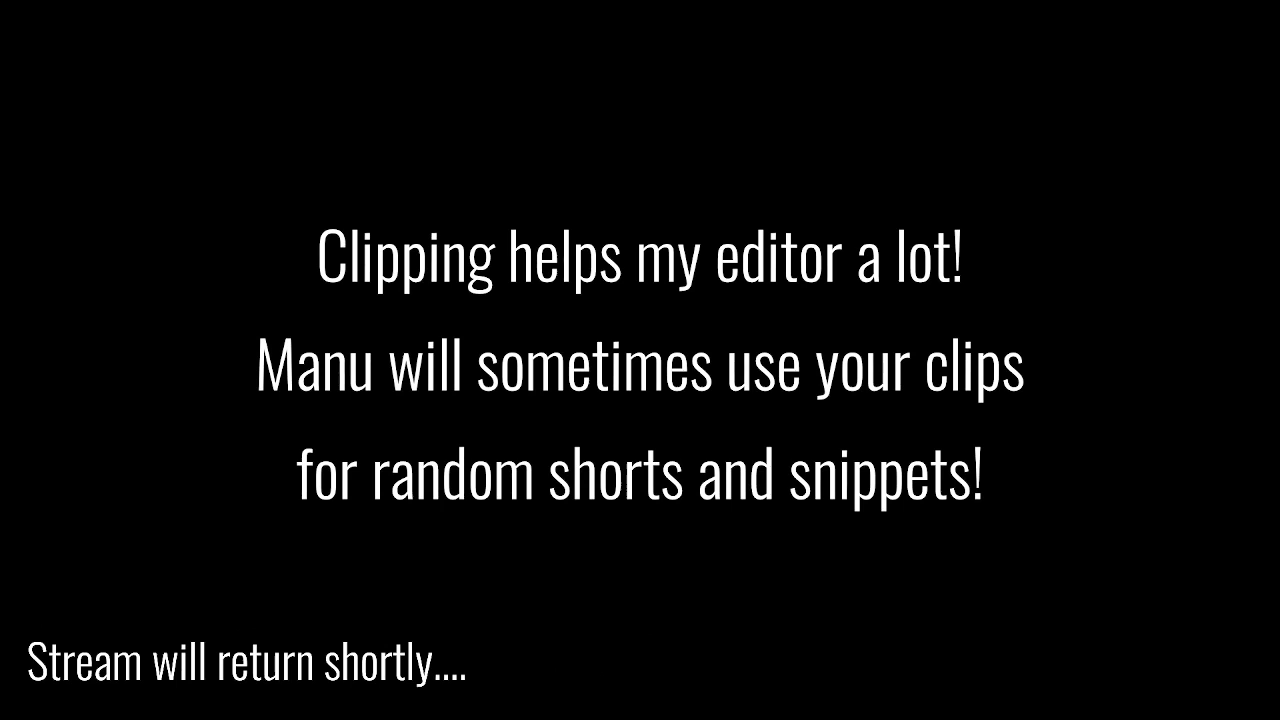 Clipping helps my editor a lot!
Manu will sometimes use your clips
for random shorts and snippets!
Stream will return shortly....